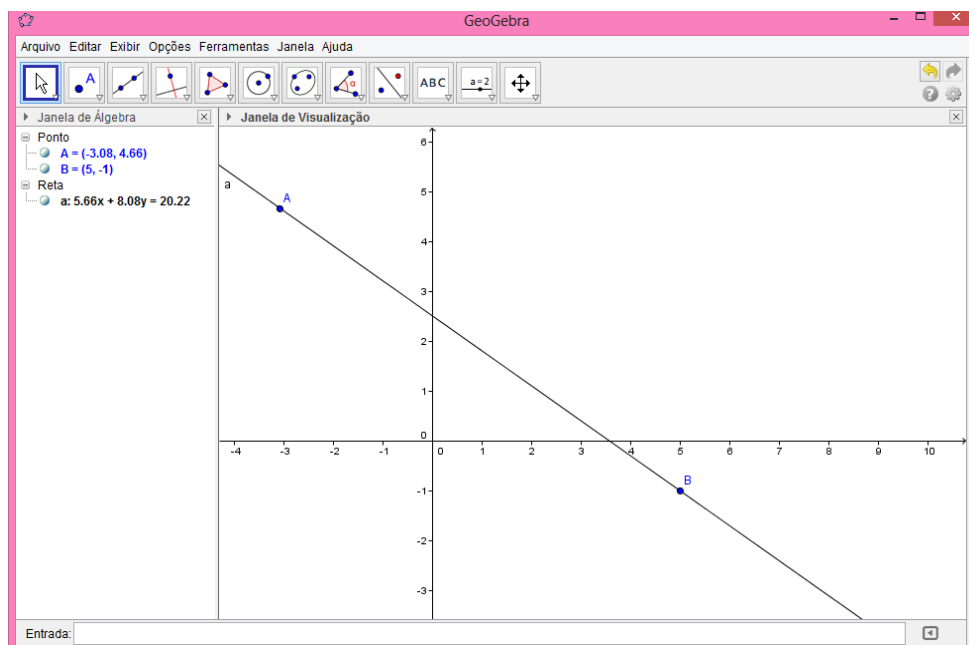 GeoGebra
Arquivo Editar Exibir Opções Ferramentas Janela Ajuda
A
α
ABC
a=2
Janela de Álgebra
Janela de Visualização
Ponto
A = (-3.08, 4.66)
B = (5, -1)
Reta
a: 5.66x + 8.08y = 20.22
6
5
a
A
4
3
2
1
0
-4 -3 -2 -1 0 1 2 3 4 5 6 7 8 9 10
B
-1
-2
-3
Entrada: